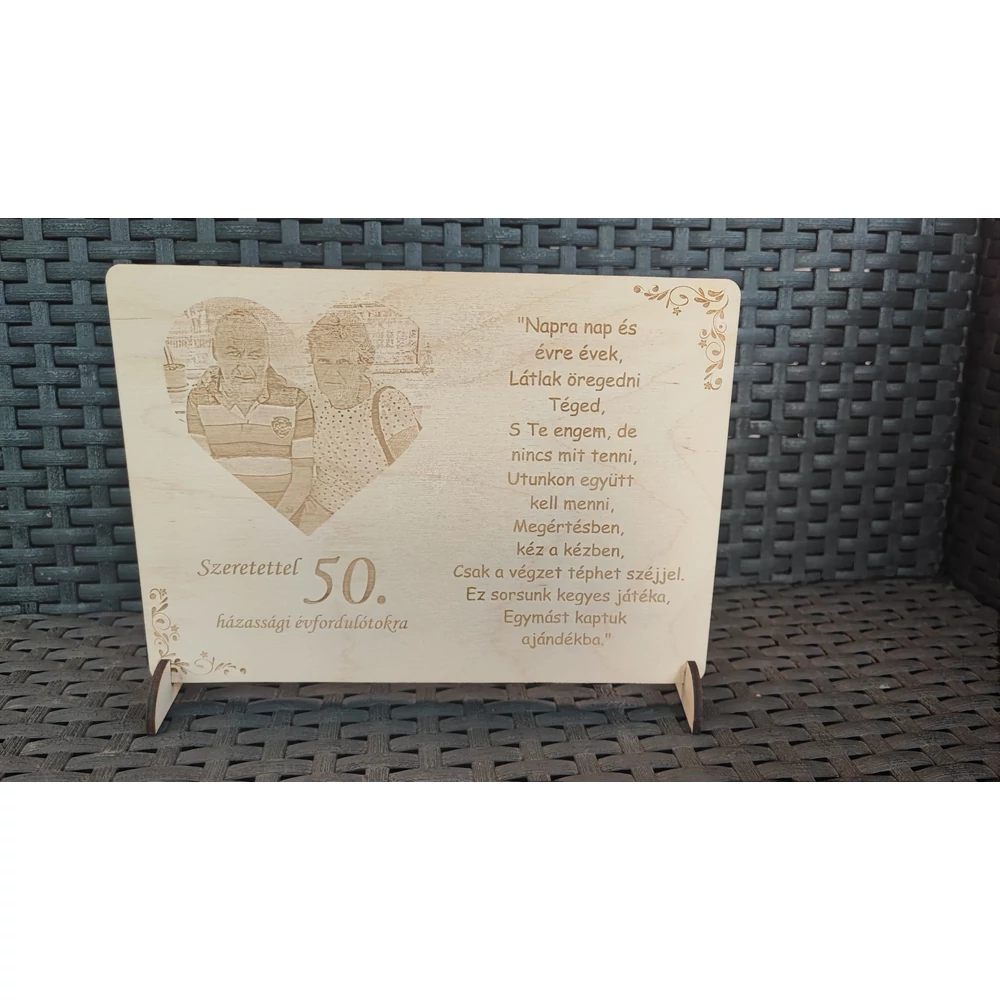 Szeretettel 50.
házassági évfordulótokra
"Napra nap és
évre évek,
Látlak öregedni
Téged,
S Te engem, de
nincs mit tenni,
Utunkon együtt
kell menni,
Megértésben,
kéz a kézben,
Csak a végzet téphet széjjel.
Ez sorsunk kegyes játéka,
Egymást kaptuk
ajándékba."